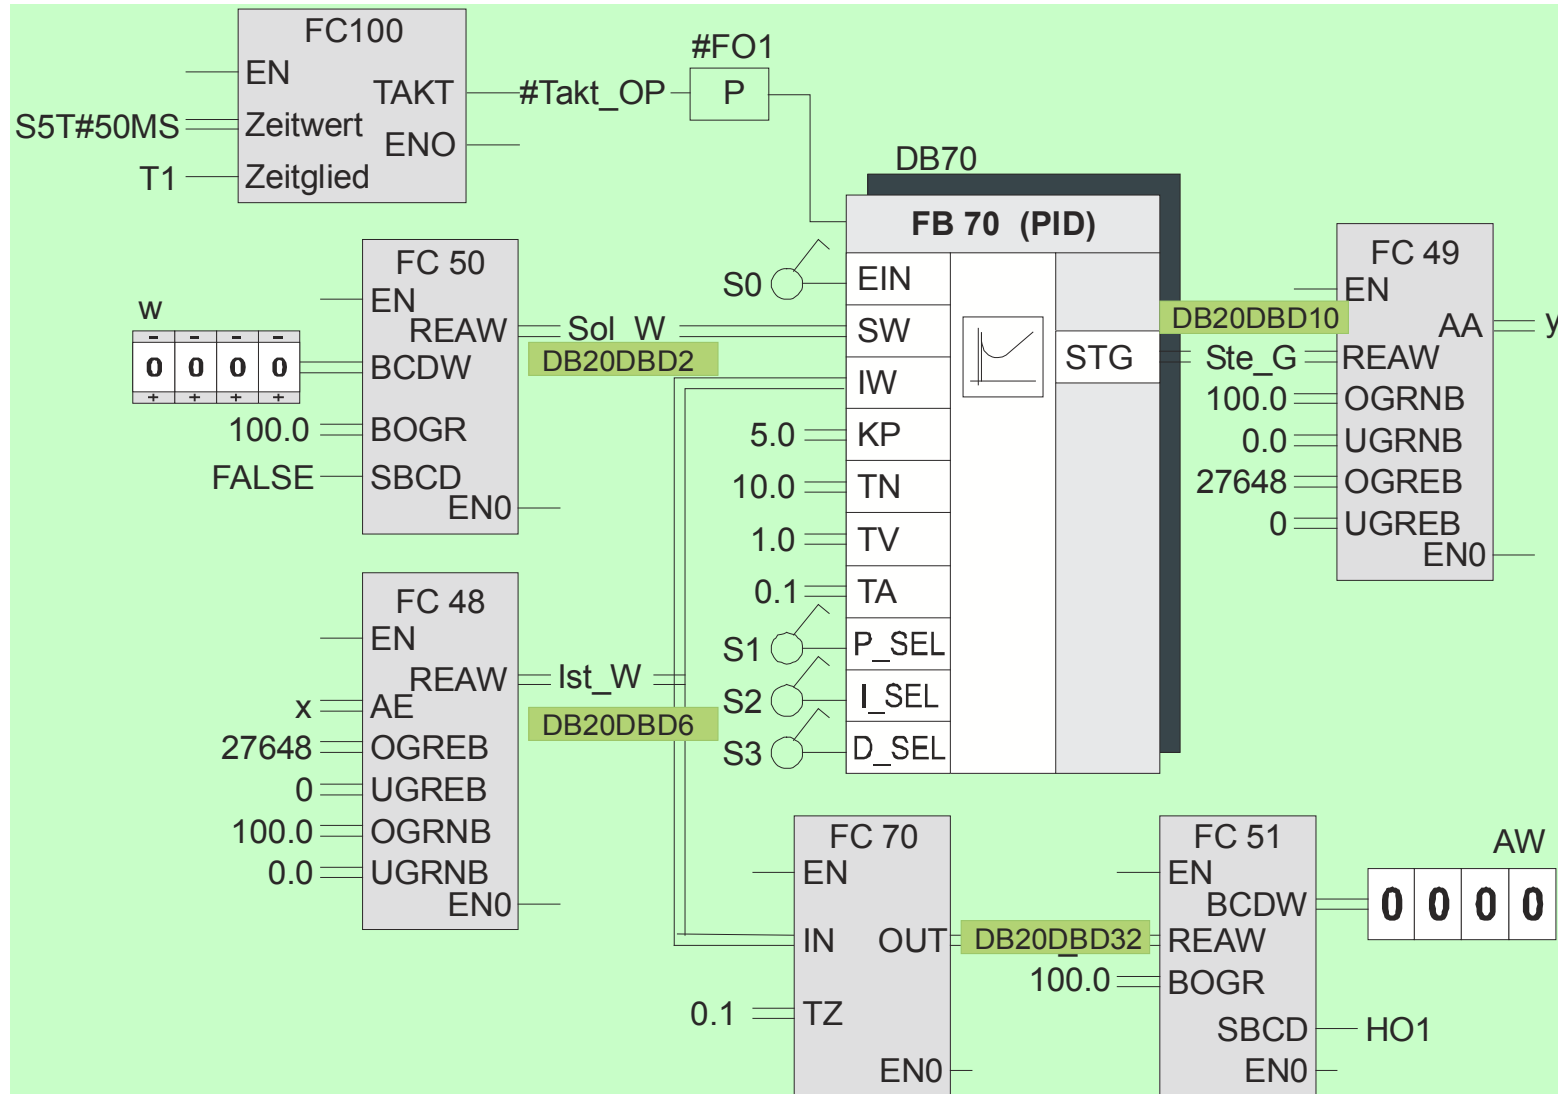 FC100
EN
TAKT
S5T#50MS
Zeitwert
ENO
T1
Zeitglied
#Takt_OP
#FO1
P
DB70
FB 70 (PID)
S0
EIN
SW
IW
5.0
KP
10.0
TN
1.0
TV
0.1
TA
S1
P_SEL
S2
I_SEL
S3
D_SEL
STG
FC 50
EN
REAW
w
- - - -
0 0 0 0
+ + + +
BCDW
100.0
BOGR
FALSE
SBCD
EN0
Sol_W
DB20DBD2
FC 48
EN
REAW
x
AE
27648
OGREB
0
UGREB
100.0
OGRNB
0.0
UGRNB
EN0
Ist_W
DB20DBD6
DB20DBD10
Ste_G
FC 49
EN
AA
y
REAW
100.0
OGRNB
0.0
UGRNB
27648
OGREB
0
UGREB
EN0
FC 70
EN
IN
OUT
0.1
TZ
EN0
DB20DBD32
FC 51
EN
BCDW
REAW
100.0
BOGR
SBCD
HO1
EN0
AW
0 0 0 0